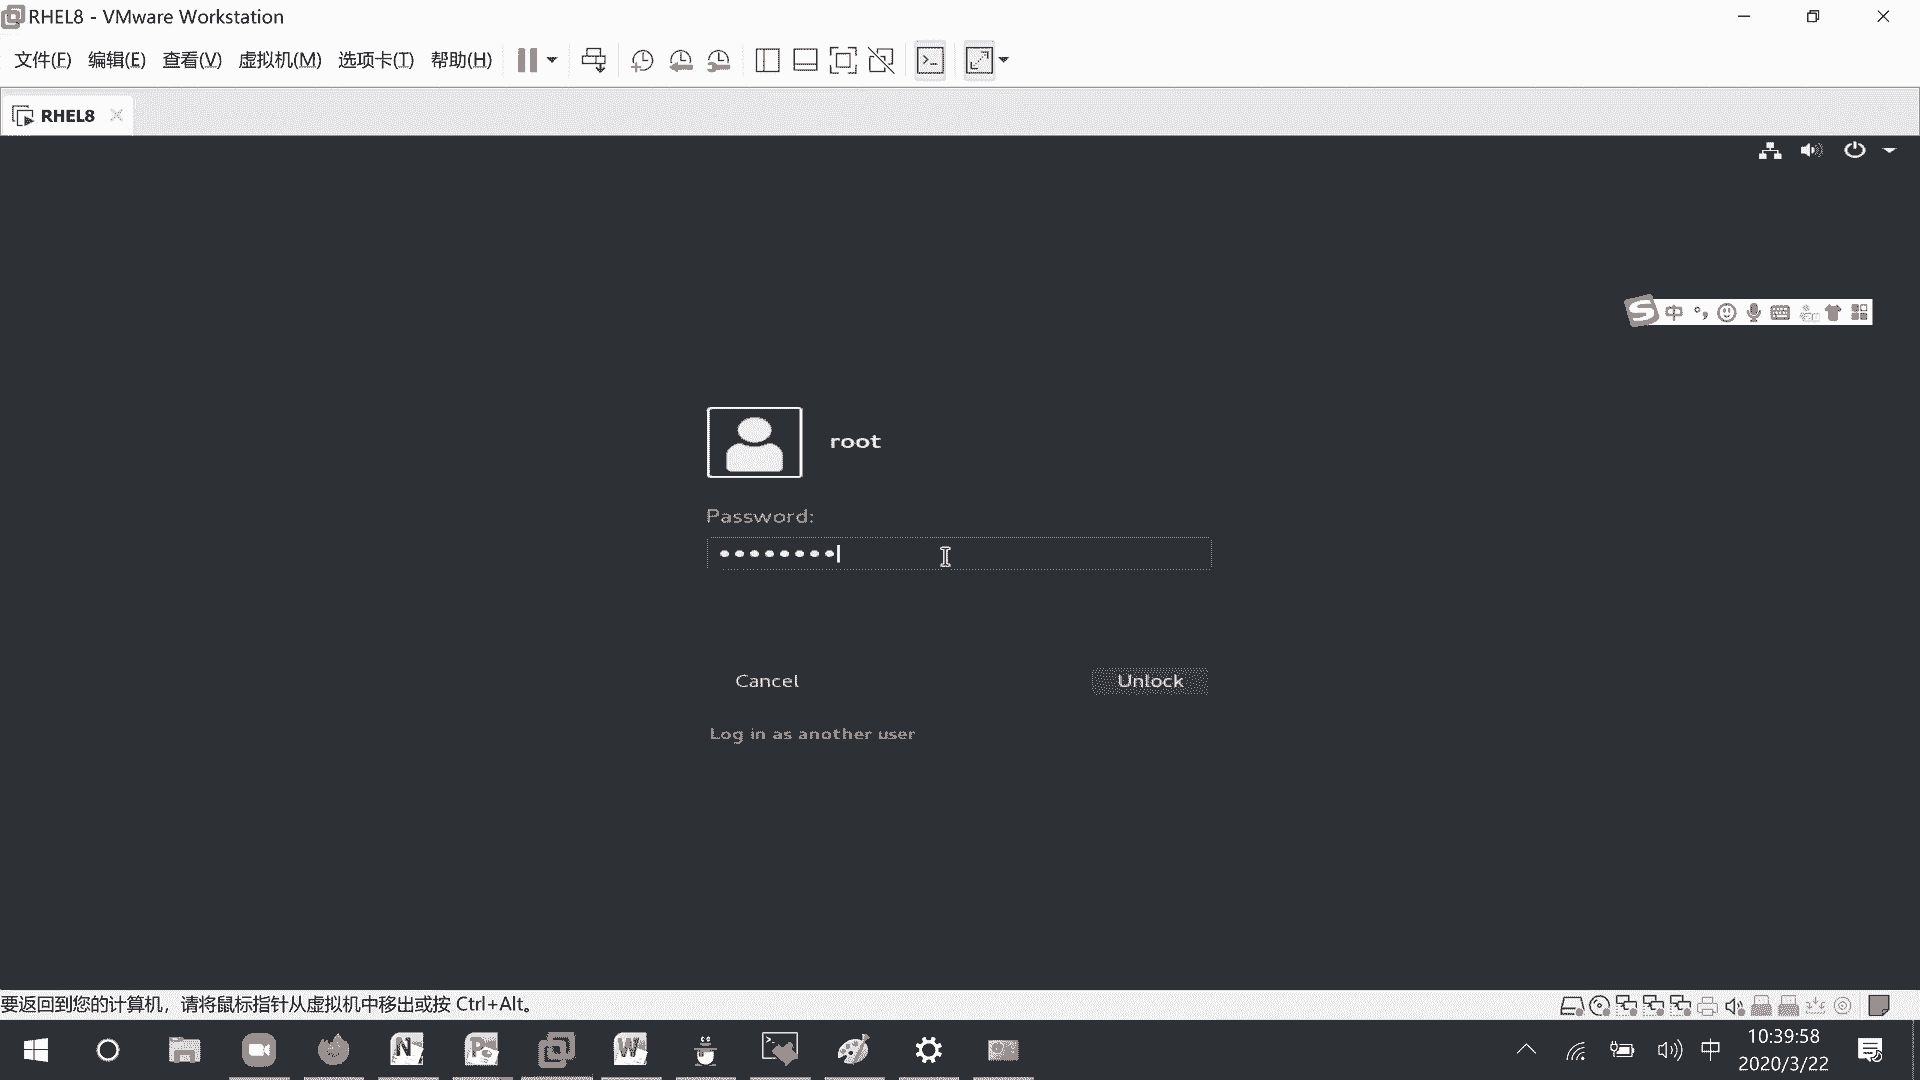 RHEL8 - VMware Workstation
文件(F) 编辑(E) 查看(V) 虚拟机(M) 选项卡(T) 帮助(H)
RHEL8
中
root
Password:
Cancel Unlock
Log in as another user
要返回到您的计算机，请将鼠标指针从虚拟机中移出或按 Ctrl+Alt。
中 10:39:58
2020/3/22